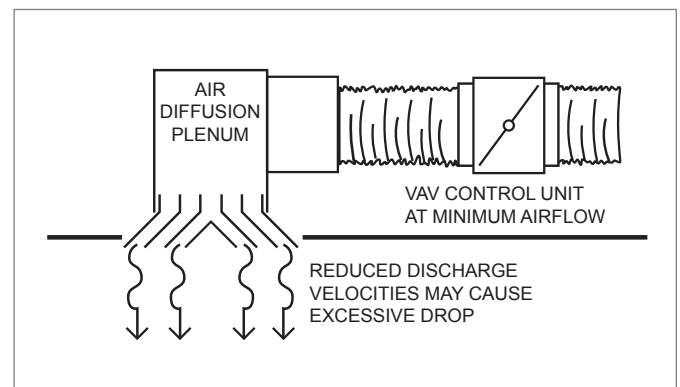 AIR
DIFFUSION
PLENUM
VAV CONTROL UNIT
AT MINIMUM AIRFLOW
REDUCED DISCHARGE
VELOCITIES MAY CAUSE
EXCESSIVE DROP